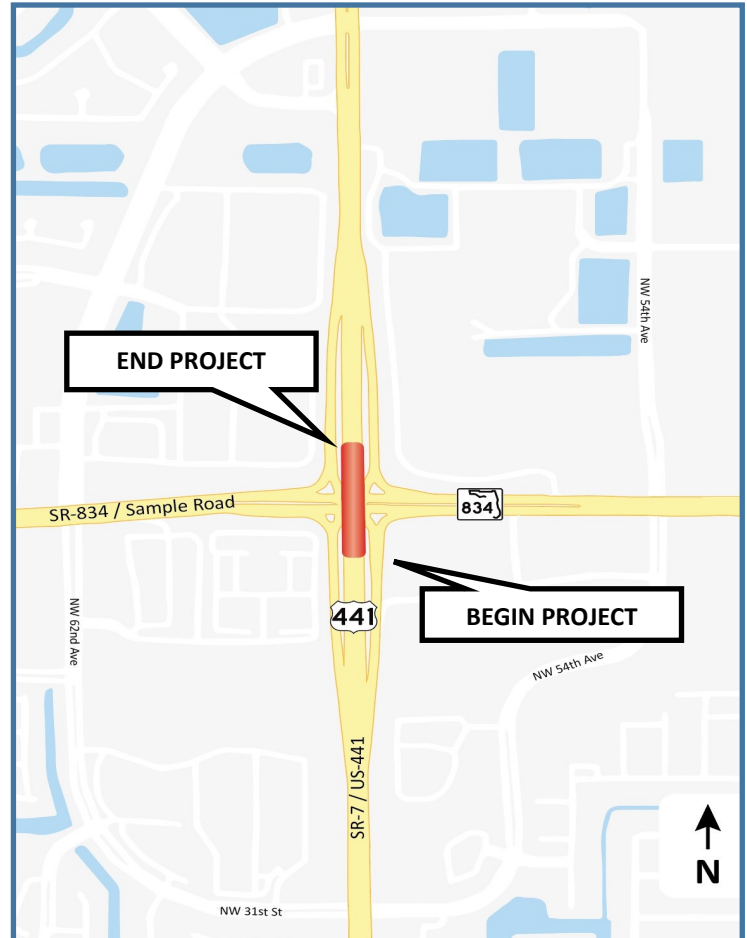 NW 54th Ave
END PROJECT
SR-834 / Sample Road
834
441
BEGIN PROJECT
NW 62nd Ave
NW 54th Ave
SR-7 / US-441
N
NW 31st St